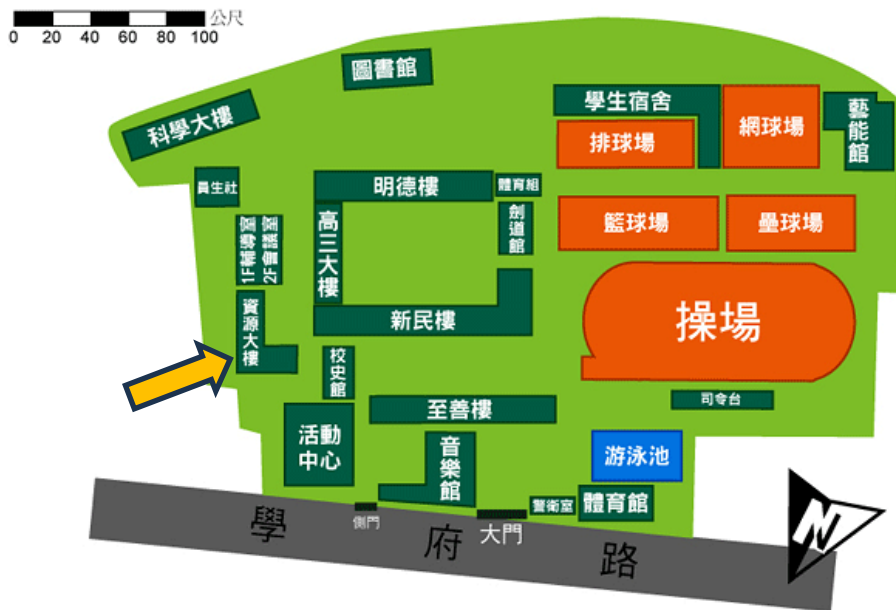 公尺
0 20 40 60 80 100
圖書館
科學大樓
學生宿舍
排球場
網球場
藝能館
員生社
明德樓
體育組
劍道館
高三大樓
1F輔導室
2F會議室
籃球場
壘球場
資源大樓
新民樓
操場
校史館
至善樓
司令台
活動
中心
音樂館
游泳池
警衛室
體育館
側門
大門
學府路
N